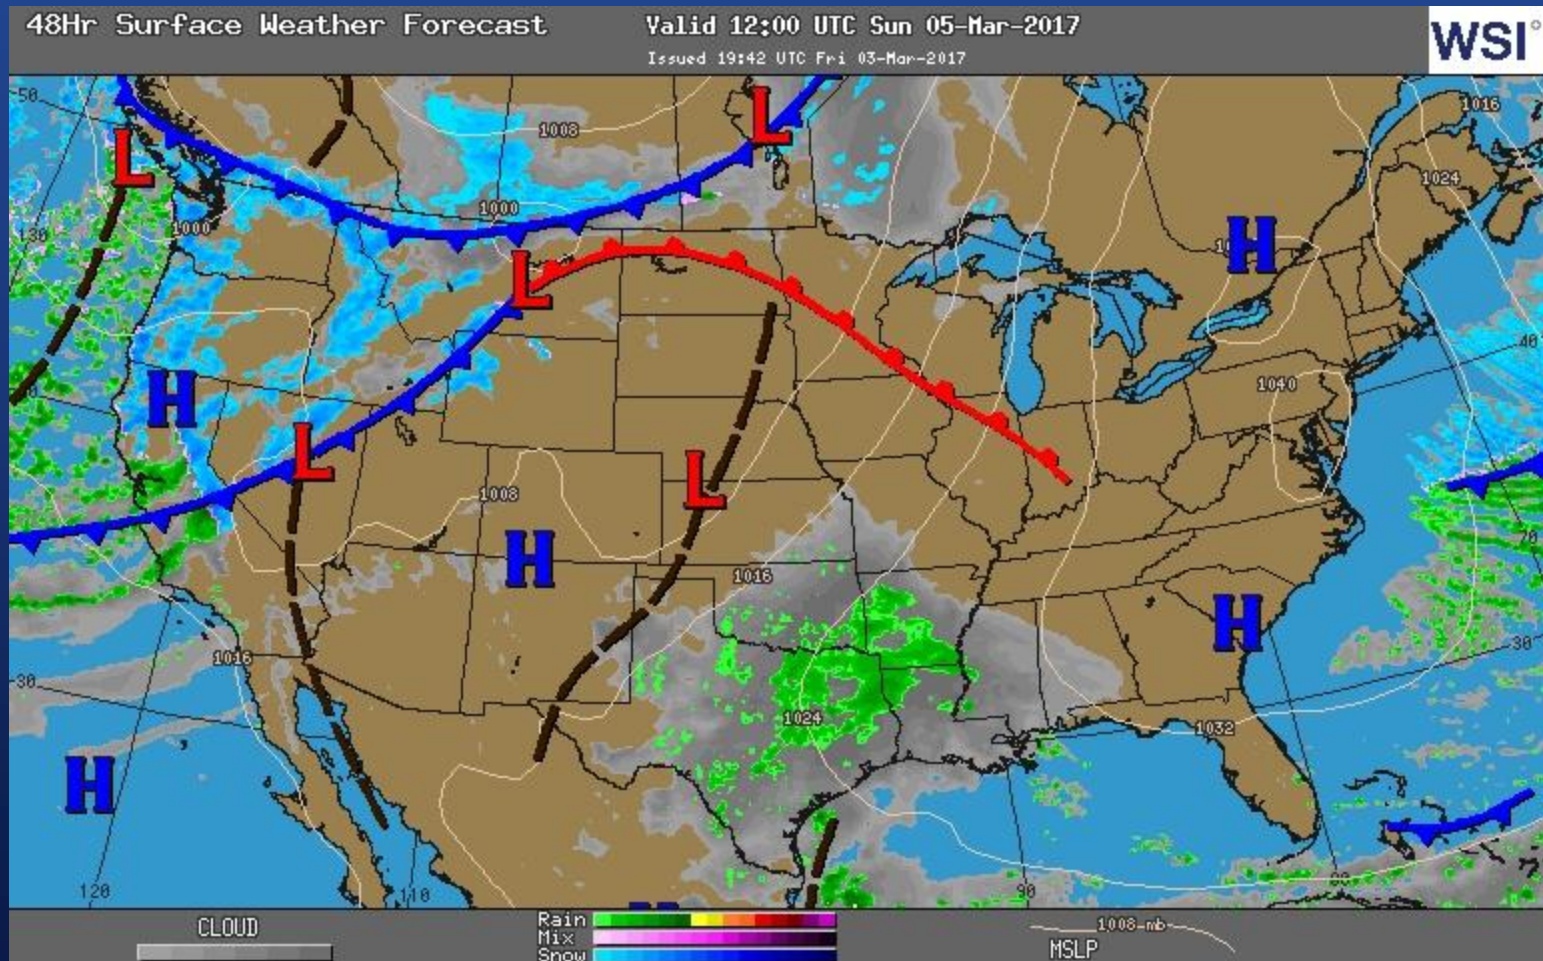 48Hr Surface Weather Forecast
Valid 12:00 UTC Sun 05-Mar-2017
Issued 19:42 UTC Fri 03-Mar-2017
WSI
50
1008
L
L
1016
1024
130
1000
1000
H
L
40
H
1040
L
1008
L
70
H
1016
H
1016
30
30
1024
1032
H
120
110
90
80
CLOUD
Rain
Mix
Snow
1008-mb
MSLP